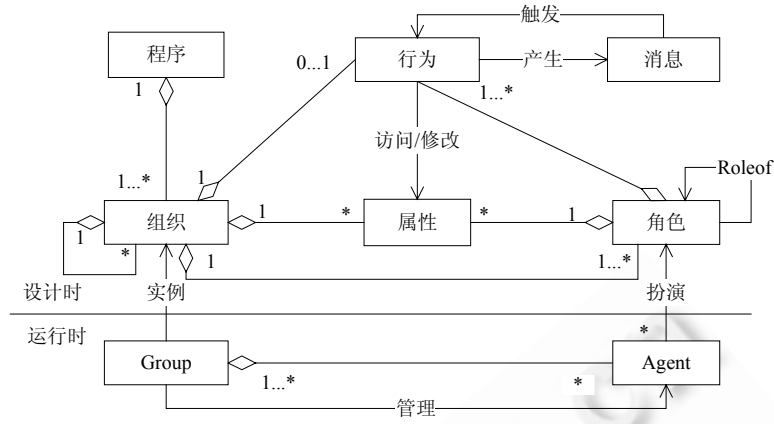 触发
程序
行为
产生
消息
1
0...1
1...*
访问/修改
1...*
1
Roleof
组织
1
*
属性
*
1
角色
1
*
1
1...*
设计时
实例
扮演
运行时
*
Group
Agent
1...*
*
管理